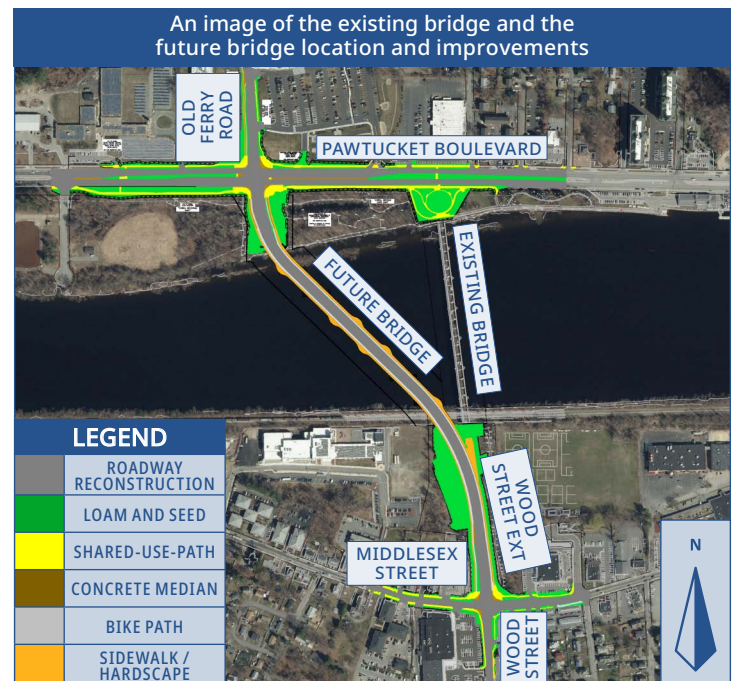 An image of the existing bridge and the
future bridge location and improvements
OLD
FERRY
ROAD
PAWTUCKET BOULEVARD
FUTURE BRIDGE
EXISTING BRIDGE
WOOD
STREET EXT
MIDDLESEX
STREET
WOOD
STREET
N
LEGEND
ROADWAY
RECONSTRUCTION
LOAM AND SEED
SHARED-USE-PATH
CONCRETE MEDIAN
BIKE PATH
SIDEWALK /
HARDSCAPE